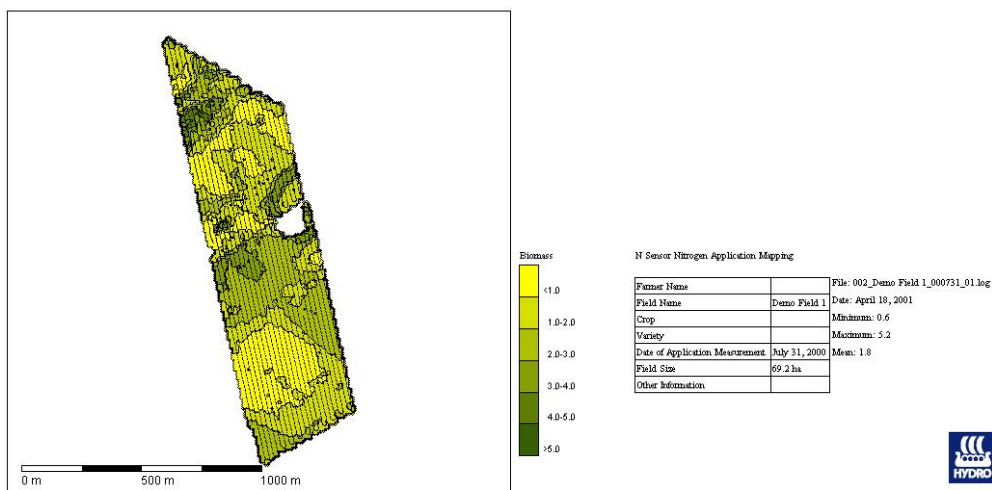 0 m 500 m 1000 m
Biomass
<1.0
1.0-2.0
2.0-3.0
3.0-4.0
4.0-5.0
>5.0
N Sensor Nitrogen Application Mapping
Farmer Name
Field Name Demo Field 1
Crop
Variety
Date of Application Measurement July 31, 2000
Field Size 69.2 ha
Other Information
File: 002_Demo Field 1_000731_01.log
Date: April 18, 2001
Minimum: 0.6
Maximum: 5.2
Mean: 1.8
HYDRO